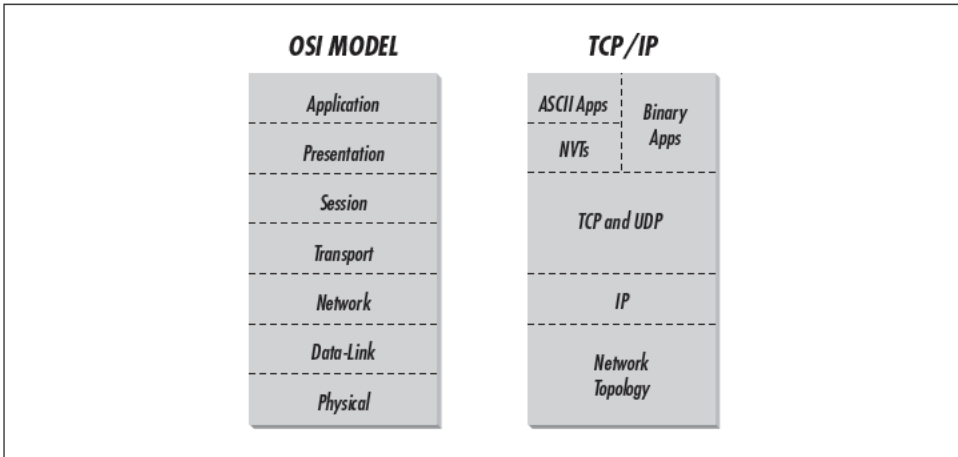 OSI MODEL
Application
Presentation
Session
Transport
Network
Data-Link
Physical
TCP/IP
ASCII Apps
NVTs
Binary
Apps
TCP and UDP
IP
Network
Topology